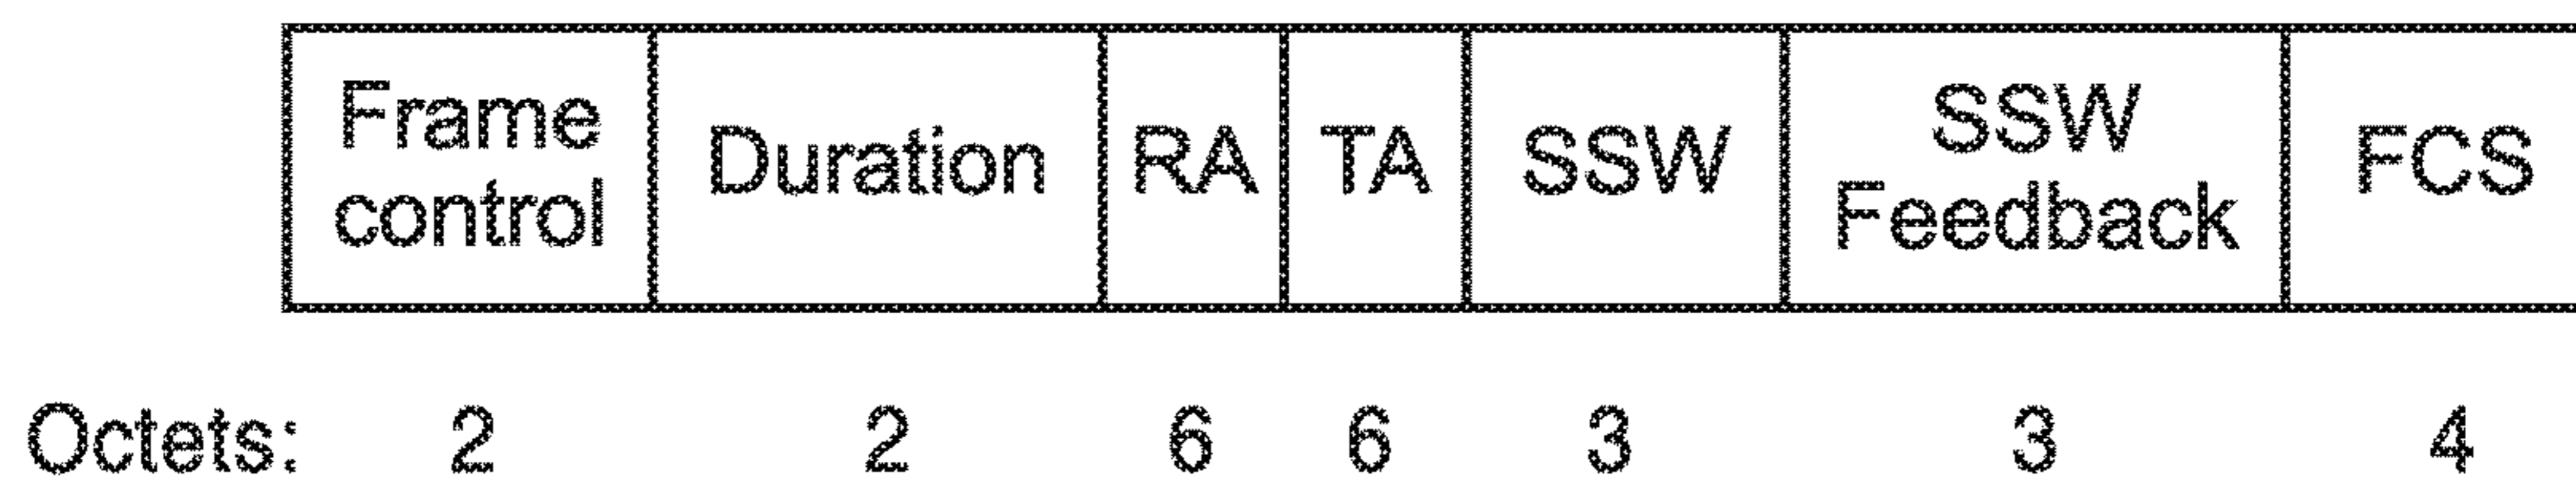 Frame control Duration RA TA SSW SSW Feedback FCS
Octets: 2 2 6 6 3 3 4